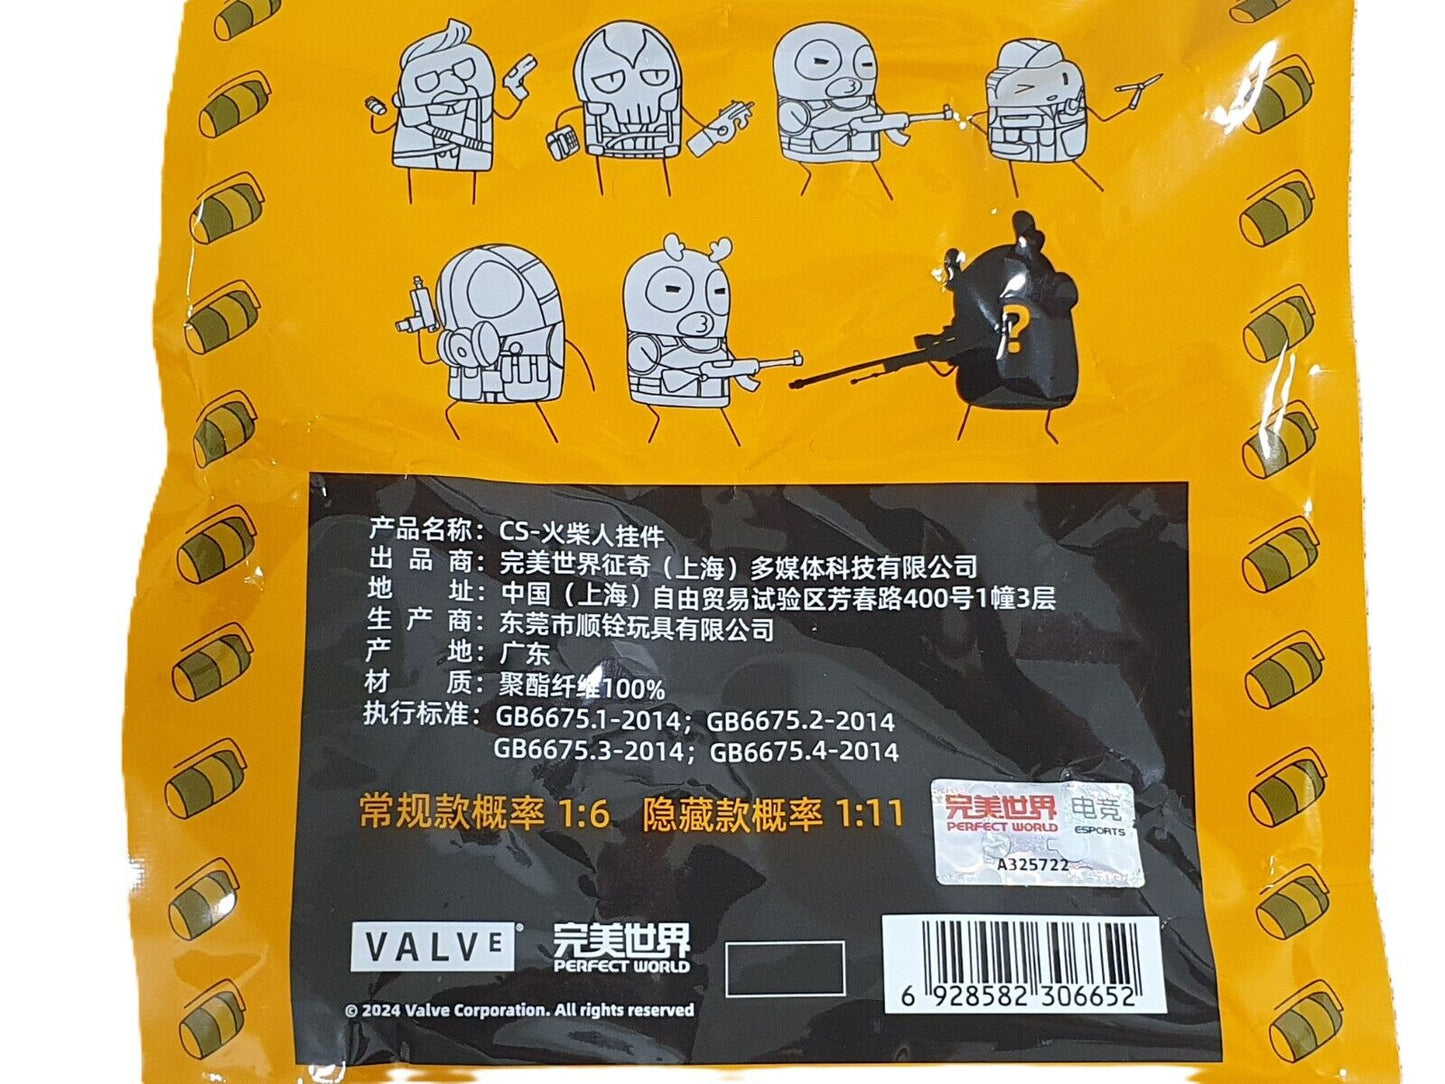 ?
产品名称：CS-火柴人挂件
出品商：完美世界征奇（上海）多媒体科技有限公司
地址：中国（上海）自由贸易试验区芳春路400号1幢3层
生产商：东莞市顺铨玩具有限公司
产地：广东
材质：聚酯纤维100%
执行标准：GB6675.1-2014；GB6675.2-2014
GB6675.3-2014；GB6675.4-2014
常规款概率 1:6 隐藏款概率 1:11
完美世界 电竞
PERFECT WORLD ESPORTS
A325722
VALVE®
完美世界
PERFECT WORLD
© 2024 Valve Corporation. All rights reserved
6 928582 306652